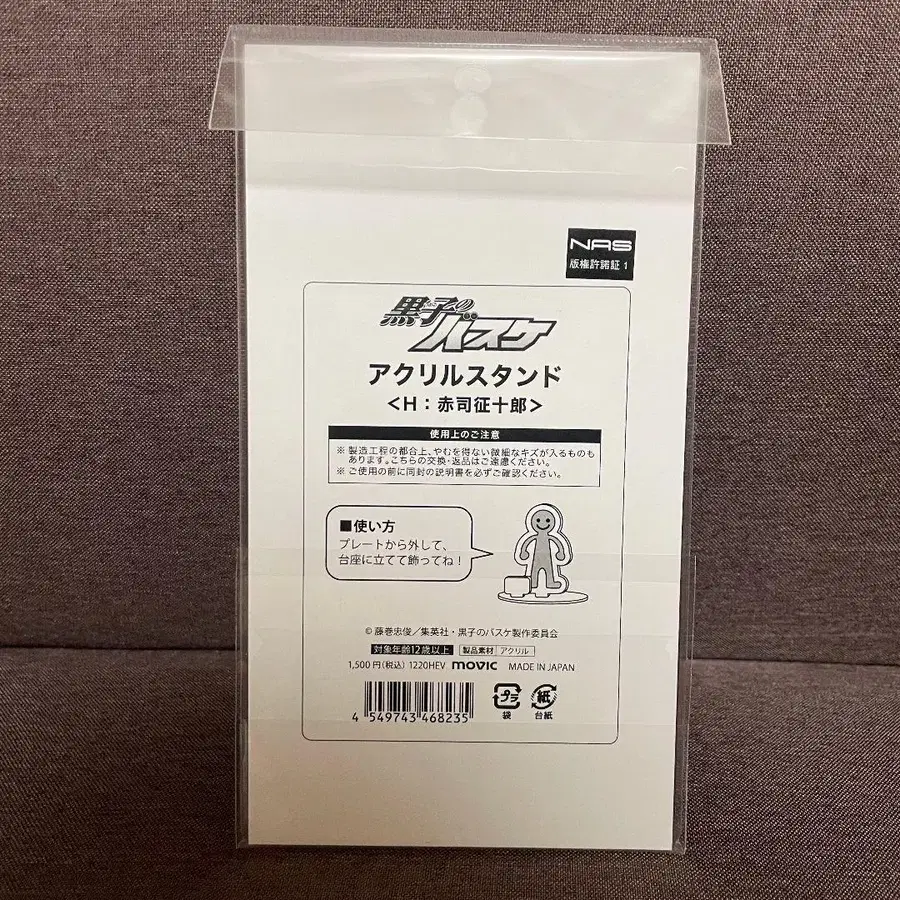 NAS
版権許諾証 1
黒子のバスケ
アクリルスタンド
＜H：赤司征十郎＞
使用上のご注意
※ 製造工程の都合上、やむを得ない微細なキズが入るものも
あります。こちらの交換・返品はご遠慮ください。
※ ご使用の前に同封の説明書を必ずご確認ください。
■使い方
プレートから外して、
台座に立てて飾ってね！
© 藤巻忠俊／集英社・黒子のバスケ製作委員会
対象年齢12歳以上 製品素材 アクリル
1,500円(税込) 1220HEV movic MADE IN JAPAN
4 549743 468235
プラ 紙
袋 台紙